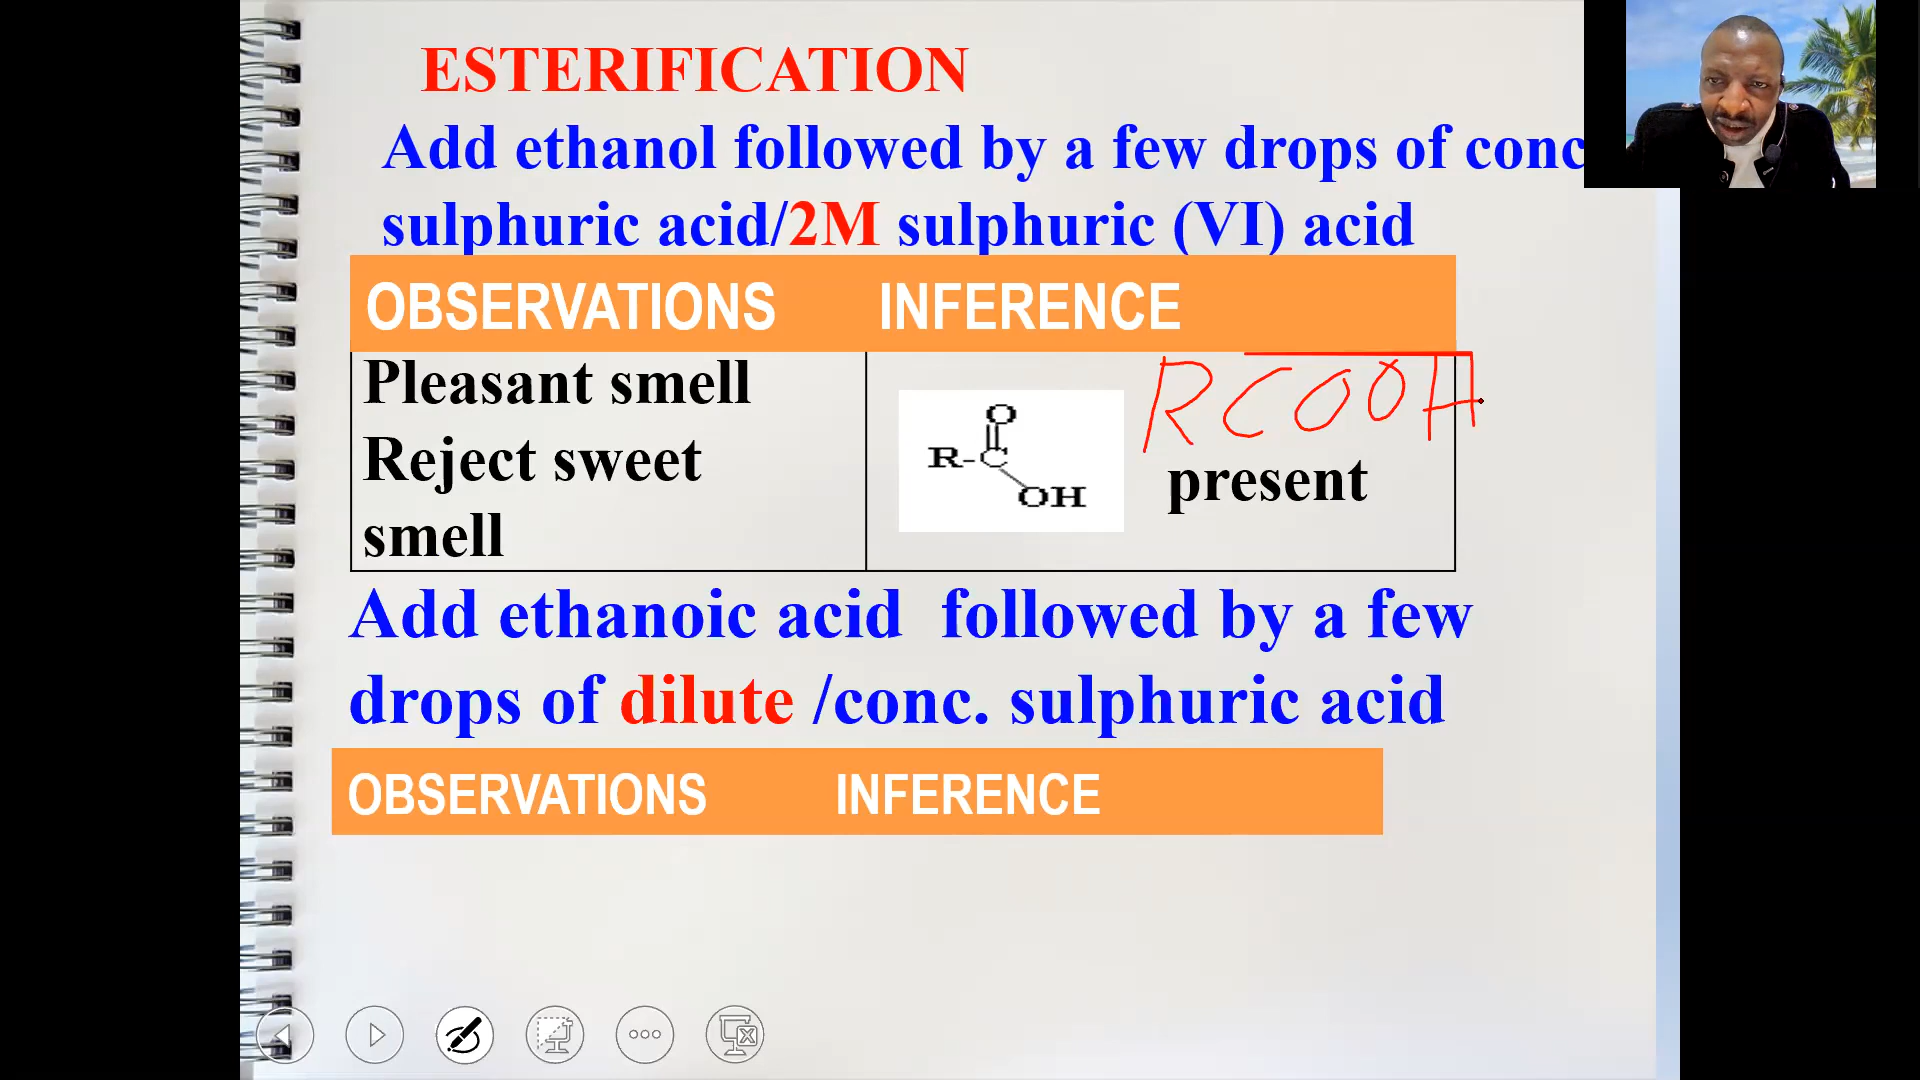 ESTERIFICATION
Add ethanol followed by a few drops of conc
sulphuric acid/2M sulphuric (VI) acid
OBSERVATIONS INFERENCE
Pleasant smell
Reject sweet
smell
O
R-C
OH
RCOOH
present
Add ethanoic acid followed by a few
drops of dilute /conc. sulphuric acid
OBSERVATIONS INFERENCE